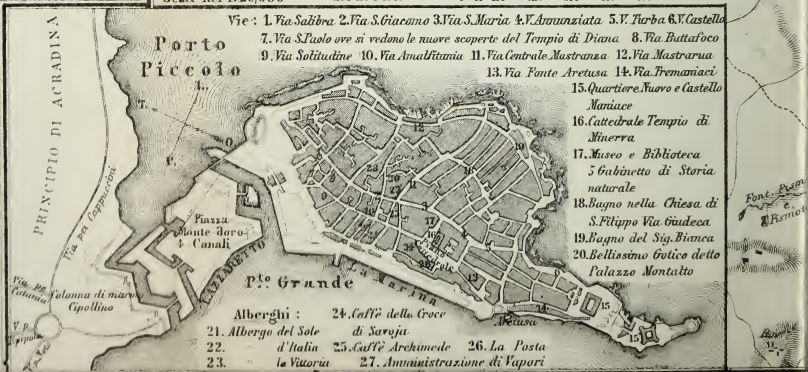 Vie: 1. Via Salibra 2. Via S. Giacomo 3. Via S. Maria 4. V. Annunziata 5. V. Turba 6. V. Castello
7. Via S. Paolo ove si vedono le nuove scoperte del Tempio di Diana 8. Via Buttafoco
9. Via Solitudine 10. Via Amalfitania 11. Via Centrale Mastranza 12. Via Mastrarua
13. Via Fonte Aretusa 14. Via Tremaniaci
15. Quartiere Nuovo e Castello
Maniace
16. Cattedrale Tempio di
Minerva
17. Museo e Biblioteca
5 Gabinetto di Storia
naturale
18. Bagno nella Chiesa di
S. Filippo Via Giudeca
19. Bagno del Sig. Bianca
20. Bellissimo Gotico detto
Palazzo Montalto
PRINCIPIO DI ACRADINA
Porto
Piccolo
Via pei Cappuccini
Piazza
Monte doro
4 Canali
LAZZARETTO
Pto Grande
La Marina
Aretusa
Via pr
Catania
Colonna di marmo
Cipollino
Alberghi:
21. Albergo del Sole
22. " d'Italia
23. " la Vittoria
24. Caffè della Croce
di Savoja
25. Caffè Archimede 26. La Posta
27. Amministrazione di Vapori